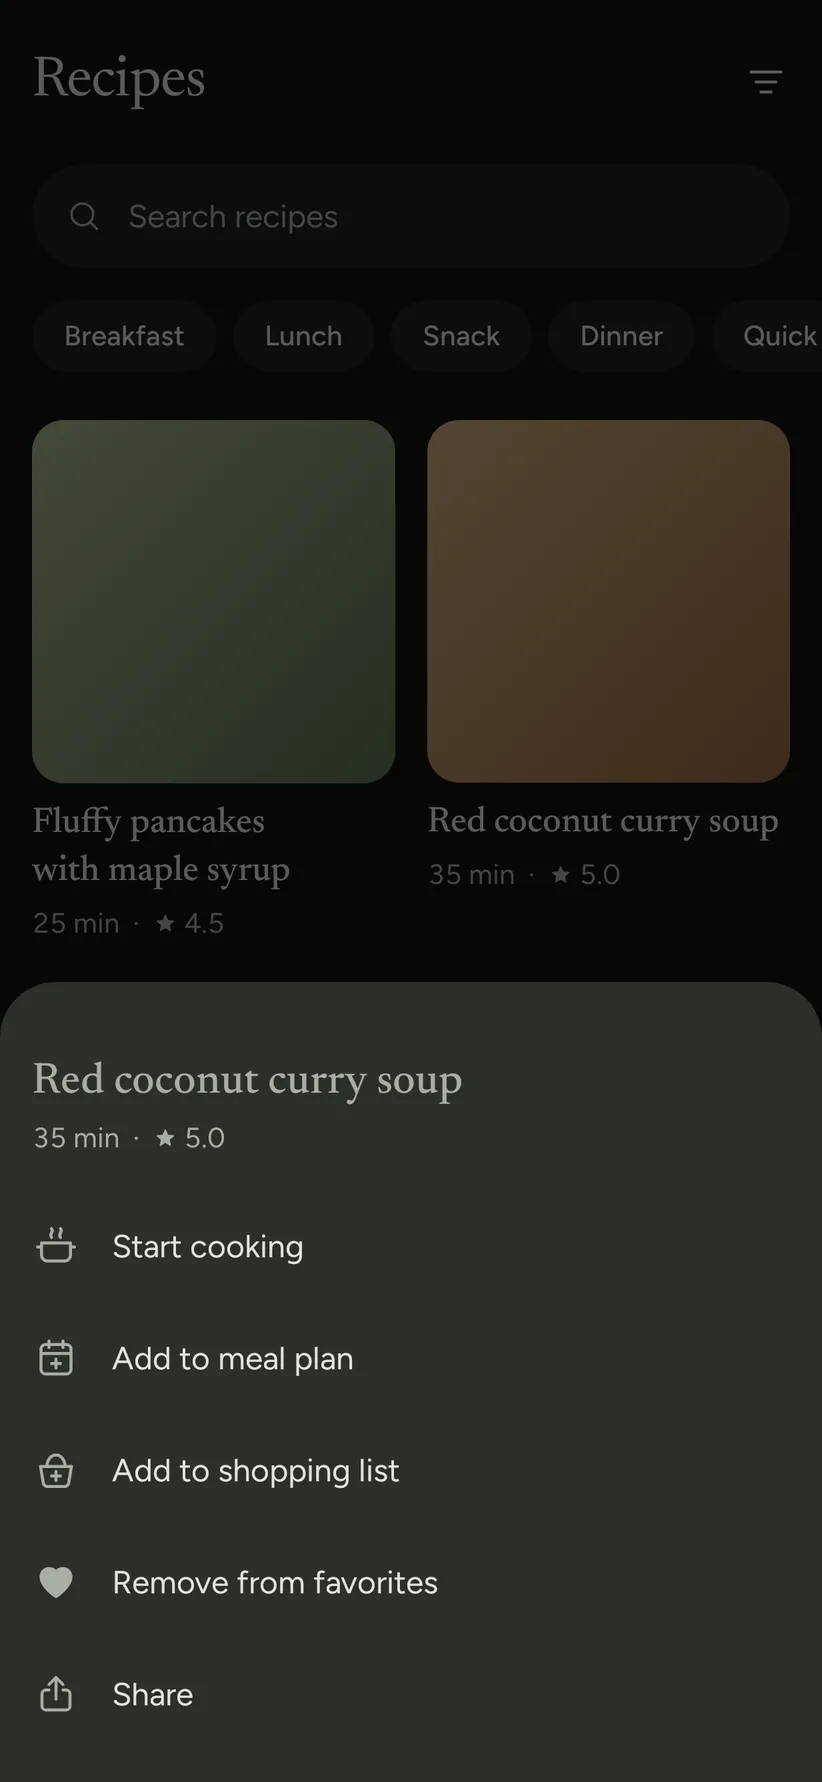 Recipes
Search recipes
Breakfast Lunch Snack Dinner Quick
Fluffy pancakes
with maple syrup
25 min · ★ 4.5
Red coconut curry soup
35 min · ★ 5.0
Red coconut curry soup
35 min · ★ 5.0
Start cooking
Add to meal plan
Add to shopping list
Remove from favorites
Share